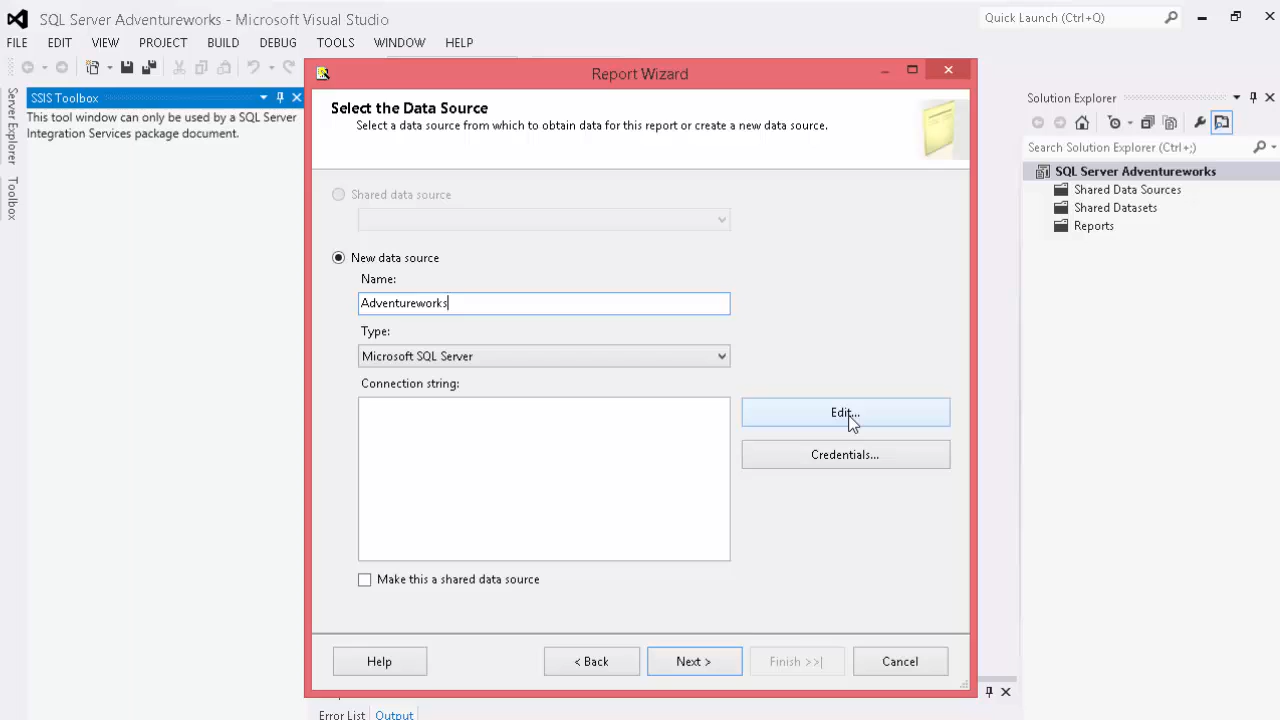 SQL Server Adventureworks - Microsoft Visual Studio
Quick Launch (Ctrl+Q)
FILE EDIT VIEW PROJECT BUILD DEBUG TOOLS WINDOW HELP
Server Explorer
Toolbox
SSIS Toolbox
This tool window can only be used by a SQL Server
Integration Services package document.
Report Wizard
Select the Data Source
Select a data source from which to obtain data for this report or create a new data source.
Shared data source
New data source
Name:
Adventureworks
Type:
Microsoft SQL Server
Connection string:
Edit...
Credentials...
Make this a shared data source
Help
< Back
Next >
Finish >>|
Cancel
Solution Explorer
Search Solution Explorer (Ctrl+;)
SQL Server Adventureworks
Shared Data Sources
Shared Datasets
Reports
Error List Output